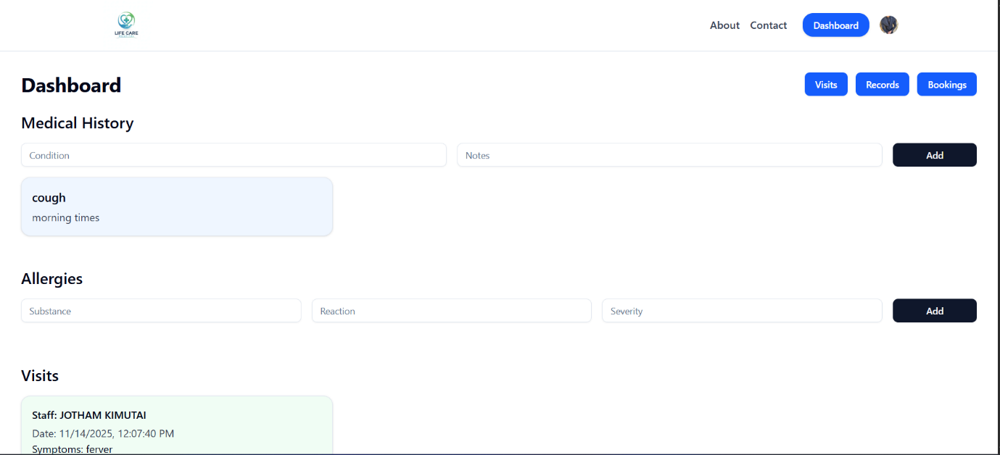 LIFE CARE
About Contact Dashboard
Dashboard
Visits Records Bookings
Medical History
Condition Notes Add
cough
morning times
Allergies
Substance Reaction Severity Add
Visits
Staff: JOTHAM KIMUTAI
Date: 11/14/2025, 12:07:40 PM
Symptoms: ferver